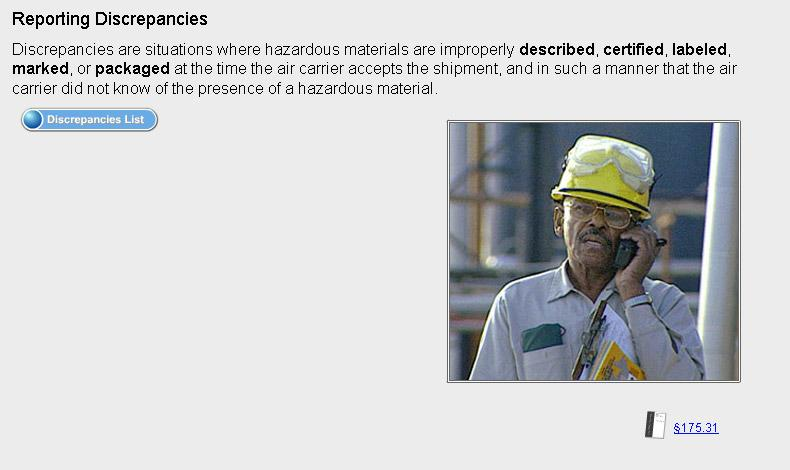 Reporting Discrepancies
Discrepancies are situations where hazardous materials are improperly described, certified, labeled,
marked, or packaged at the time the air carrier accepts the shipment, and in such a manner that the air
carrier did not know of the presence of a hazardous material.
Discrepancies List
§175.31